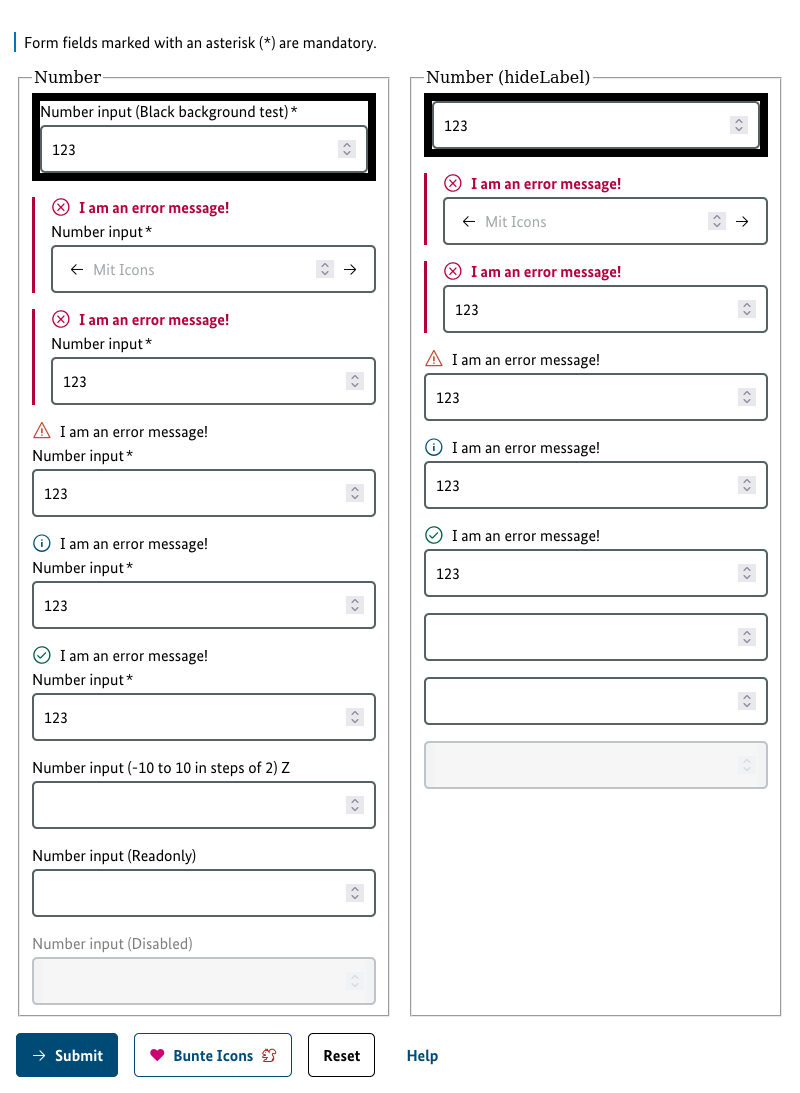 Form fields marked with an asterisk (*) are mandatory.
Number
Number input (Black background test)*
123
I am an error message!
Number input*
Mit Icons
I am an error message!
Number input*
123
I am an error message!
Number input*
123
I am an error message!
Number input*
123
I am an error message!
Number input*
123
Number input (-10 to 10 in steps of 2) Z
Number input (Readonly)
Number input (Disabled)
Number (hideLabel)
123
I am an error message!
Mit Icons
I am an error message!
123
I am an error message!
123
I am an error message!
123
I am an error message!
123
Submit
Bunte Icons
Reset
Help